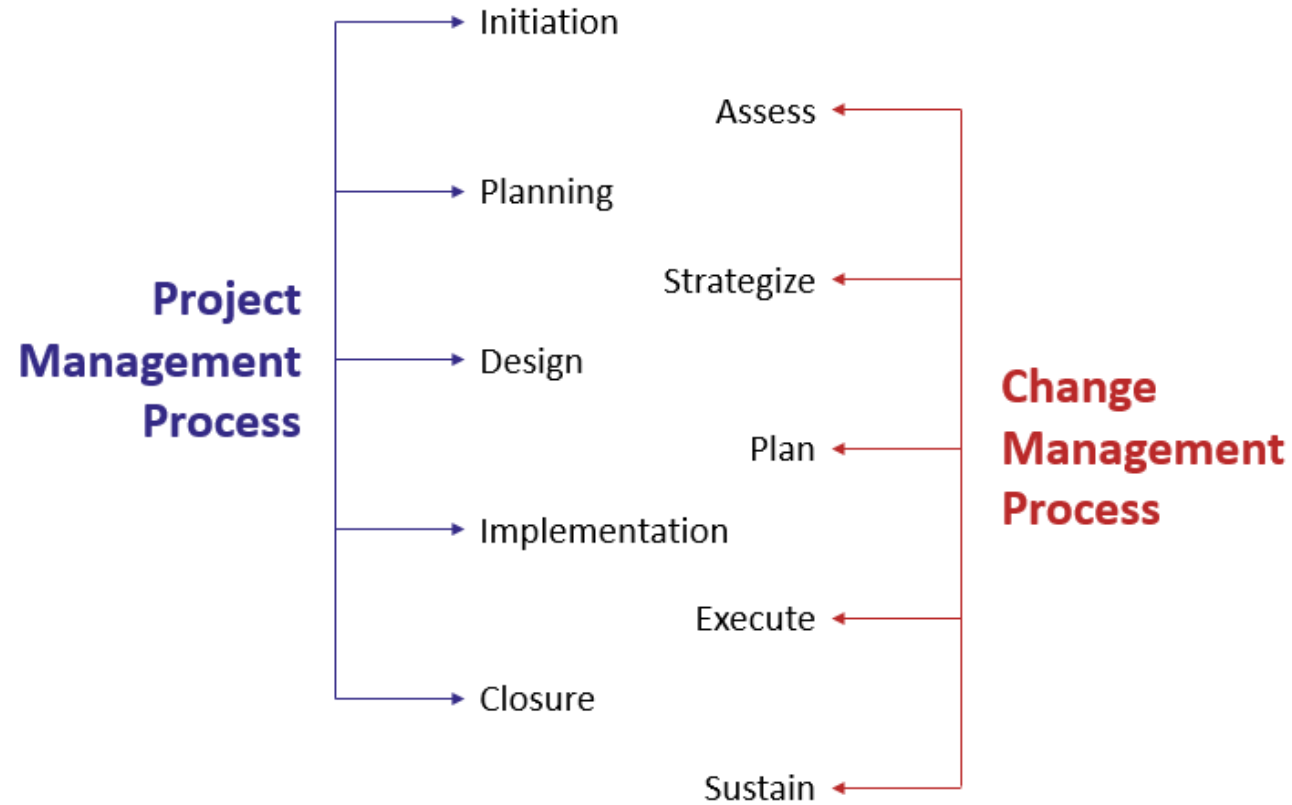 Initiation
Assess
Planning
Strategize
Project
Management
Process
Design
Change
Management
Process
Plan
Implementation
Execute
Closure
Sustain